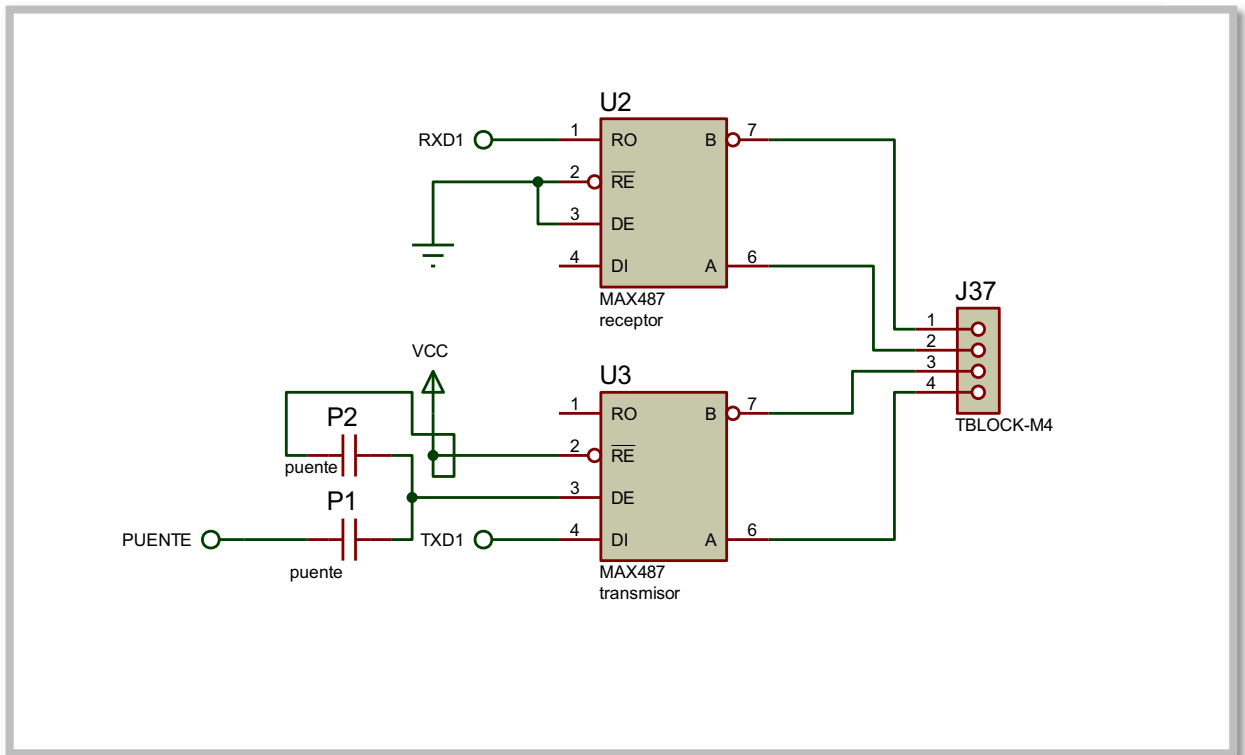 U2
RXD1
1
RO
B
7
2
RE
3
DE
4
DI
A
6
MAX487
receptor
J37
1
2
3
4
TBLOCK-M4
VCC
U3
1
RO
B
7
P2
puente
2
RE
P1
3
DE
PUENTE
puente
TXD1
4
DI
A
6
MAX487
transmisor